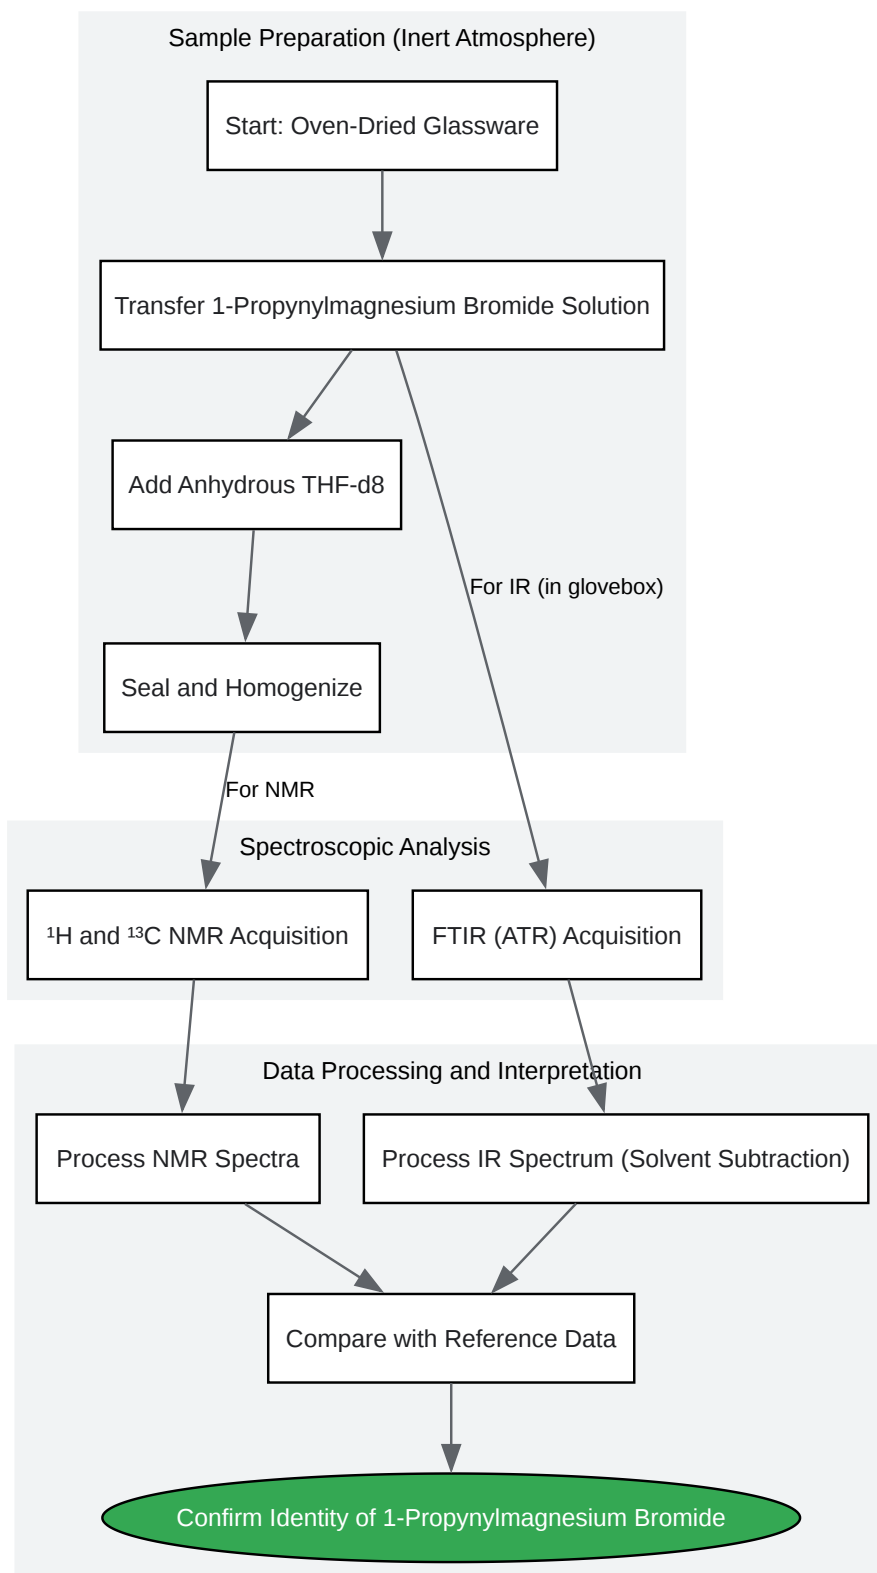 Sample Preparation (Inert Atmosphere)
Start: Oven-Dried Glassware
Transfer 1-Propynylmagnesium Bromide Solution
Add Anhydrous THF-d8
For IR (in glovebox)
Seal and Homogenize
For NMR
Spectroscopic Analysis
¹H and ¹³C NMR Acquisition
FTIR (ATR) Acquisition
Data Processing and Interpretation
Process NMR Spectra
Process IR Spectrum (Solvent Subtraction)
Compare with Reference Data
Confirm Identity of 1-Propynylmagnesium Bromide